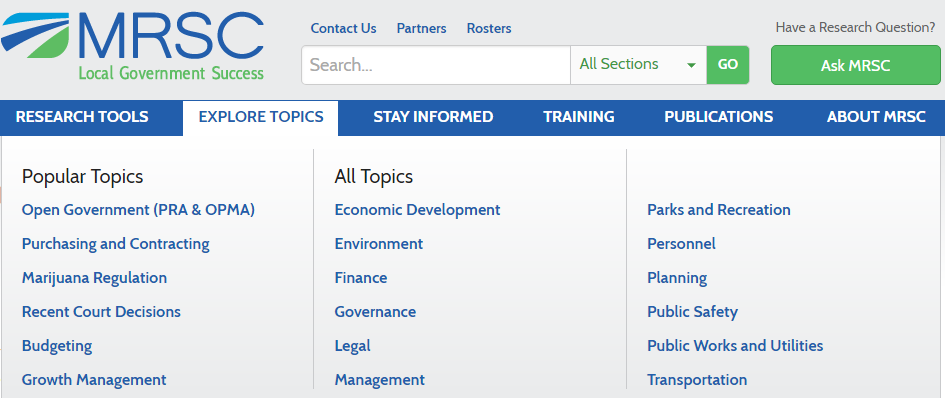 MRSC
Local Government Success
Contact Us Partners Rosters
Have a Research Question?
Search... All Sections GO Ask MRSC
RESEARCH TOOLS EXPLORE TOPICS STAY INFORMED TRAINING PUBLICATIONS ABOUT MRSC
Popular Topics
Open Government (PRA & OPMA)
Purchasing and Contracting
Marijuana Regulation
Recent Court Decisions
Budgeting
Growth Management
All Topics
Economic Development
Environment
Finance
Governance
Legal
Management
Parks and Recreation
Personnel
Planning
Public Safety
Public Works and Utilities
Transportation